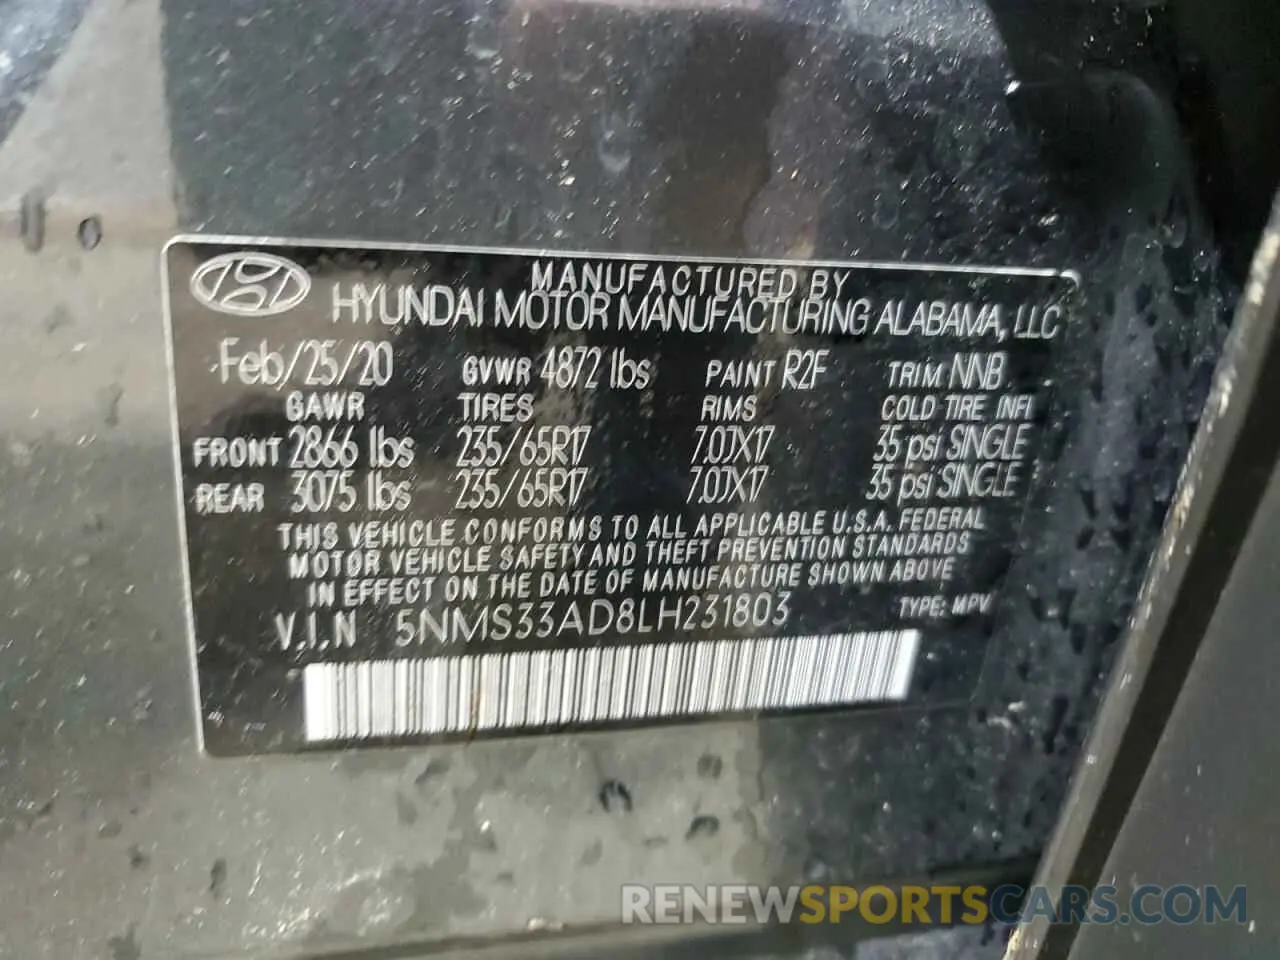 MANUFACTURED BY
HYUNDAI MOTOR MANUFACTURING ALABAMA, LLC
Feb/25/20 GVWR 4872 lbs PAINT R2F TRIM NNB
GAWR TIRES RIMS COLD TIRE INFI
FRONT 2866 lbs 235/65R17 7.0JX17 35 psi SINGLE
REAR 3075 lbs 235/65R17 7.0JX17 35 psi SINGLE
THIS VEHICLE CONFORMS TO ALL APPLICABLE U.S.A. FEDERAL
MOTOR VEHICLE SAFETY AND THEFT PREVENTION STANDARDS
IN EFFECT ON THE DATE OF MANUFACTURE SHOWN ABOVE
V.I.N 5NMS33AD8LH231803 TYPE: MPV
RENEWSPORTSCARS.COM